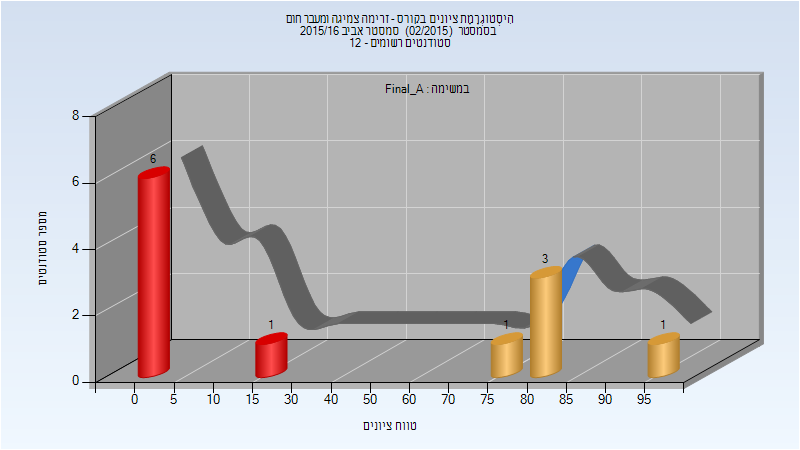 היסטוגרמת ציונים בקורס - זרימה צמיגה ומעבר חום
בסמסטר (02/2015) סמסטר אביב 2015/16
סטודנטים רשומים - 12
במשימה : Final_A
8
6
4
2
0
מספר סטודנטים
6
1
1
3
1
0 5 10 15 30 40 50 60 70 75 80 85 90 95
טווח ציונים